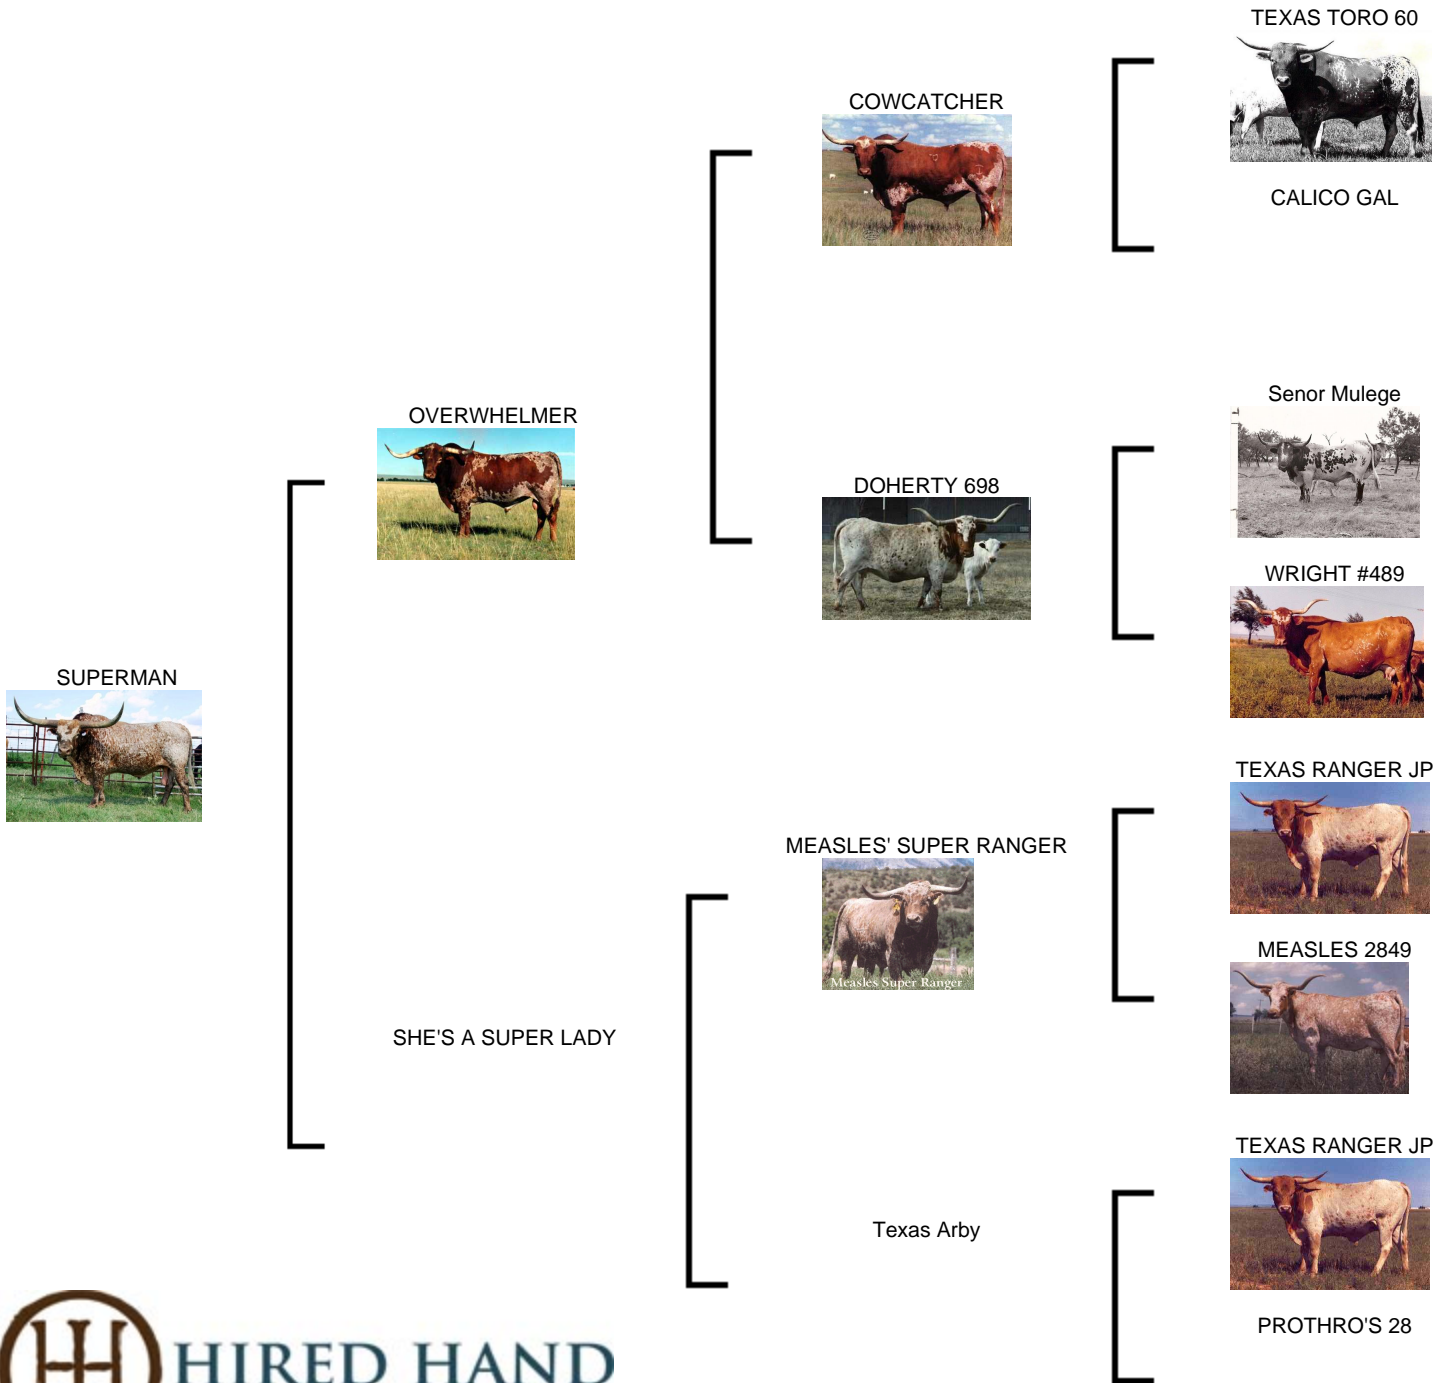 TEXAS TORO 60
COWCATCHER
CALICO GAL
Senor Mulege
OVERWHELMER
DOHERTY 698
WRIGHT #489
SUPERMAN
TEXAS RANGER JP
MEASLES' SUPER RANGER
Measles Super Ranger
MEASLES 2849
SHE'S A SUPER LADY
TEXAS RANGER JP
Texas Arby
PROTHRO'S 28
HIRED HAND